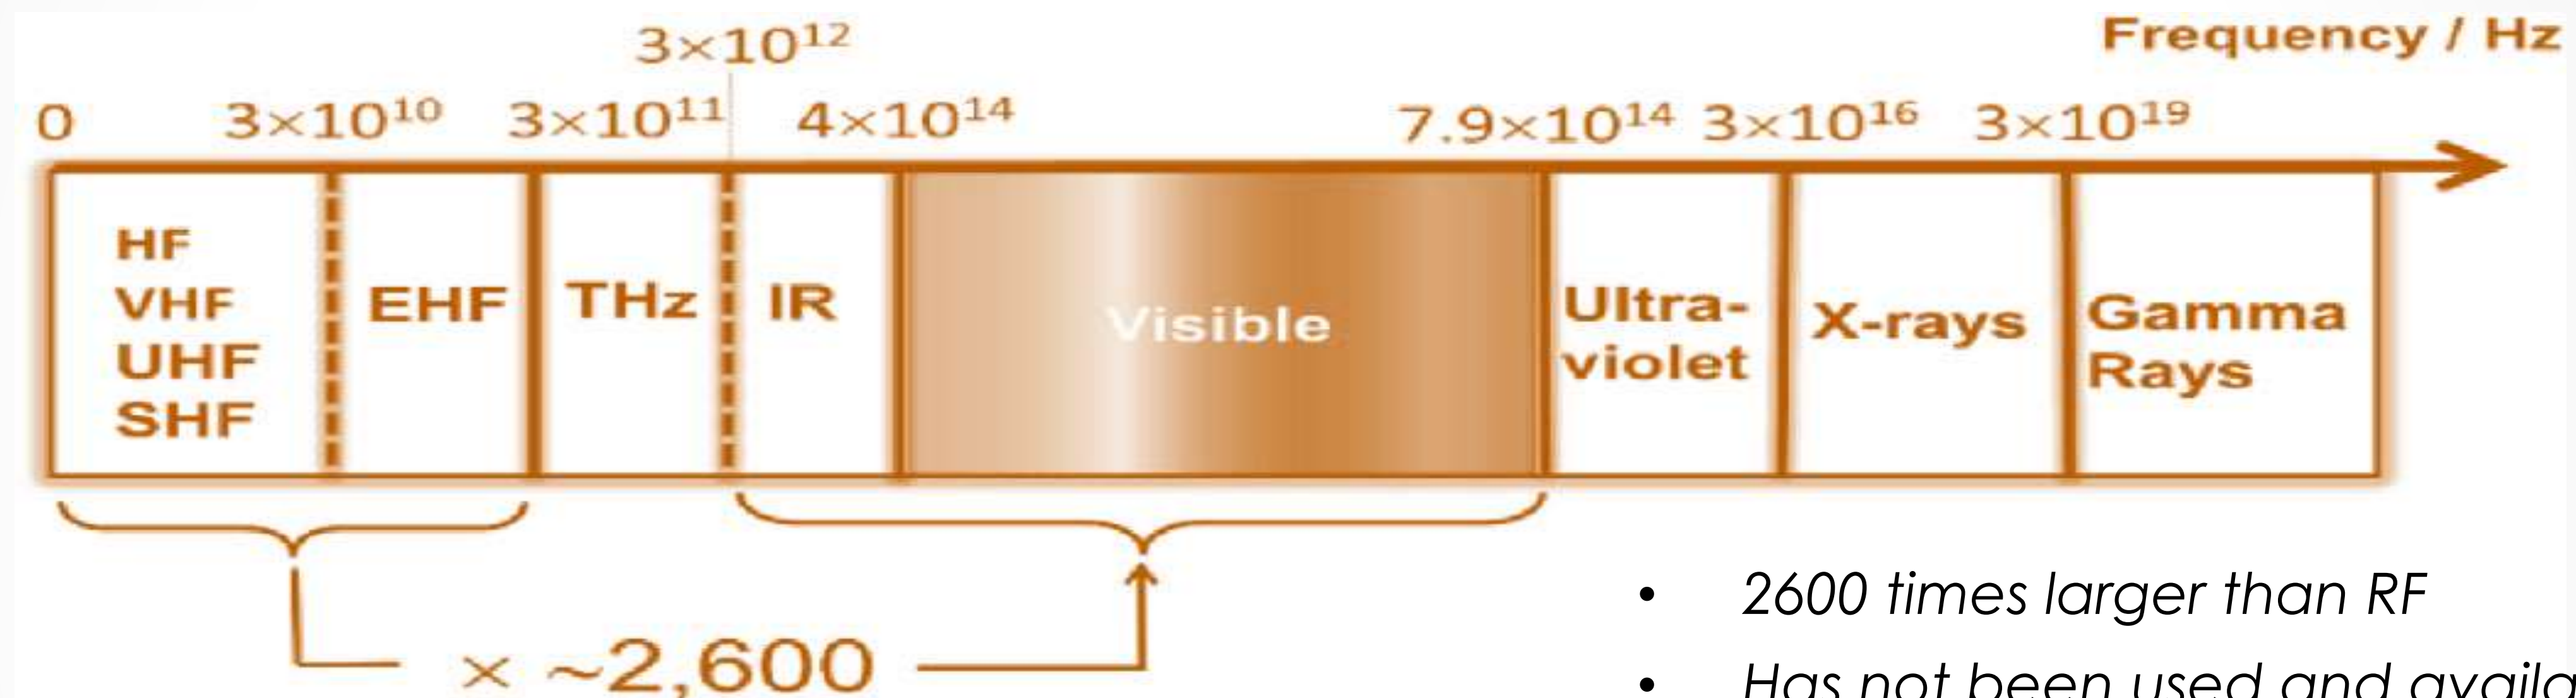 Frequency / Hz
3×10¹²
0 3×10¹⁰ 3×10¹¹ 4×10¹⁴ 7.9×10¹⁴ 3×10¹⁶ 3×10¹⁹
HF
VHF
UHF
SHF
EHF
THz
IR
Visible
Ultra-
violet
X-rays
Gamma
Rays
× ~2,600
• 2600 times larger than RF
• Has not been used and